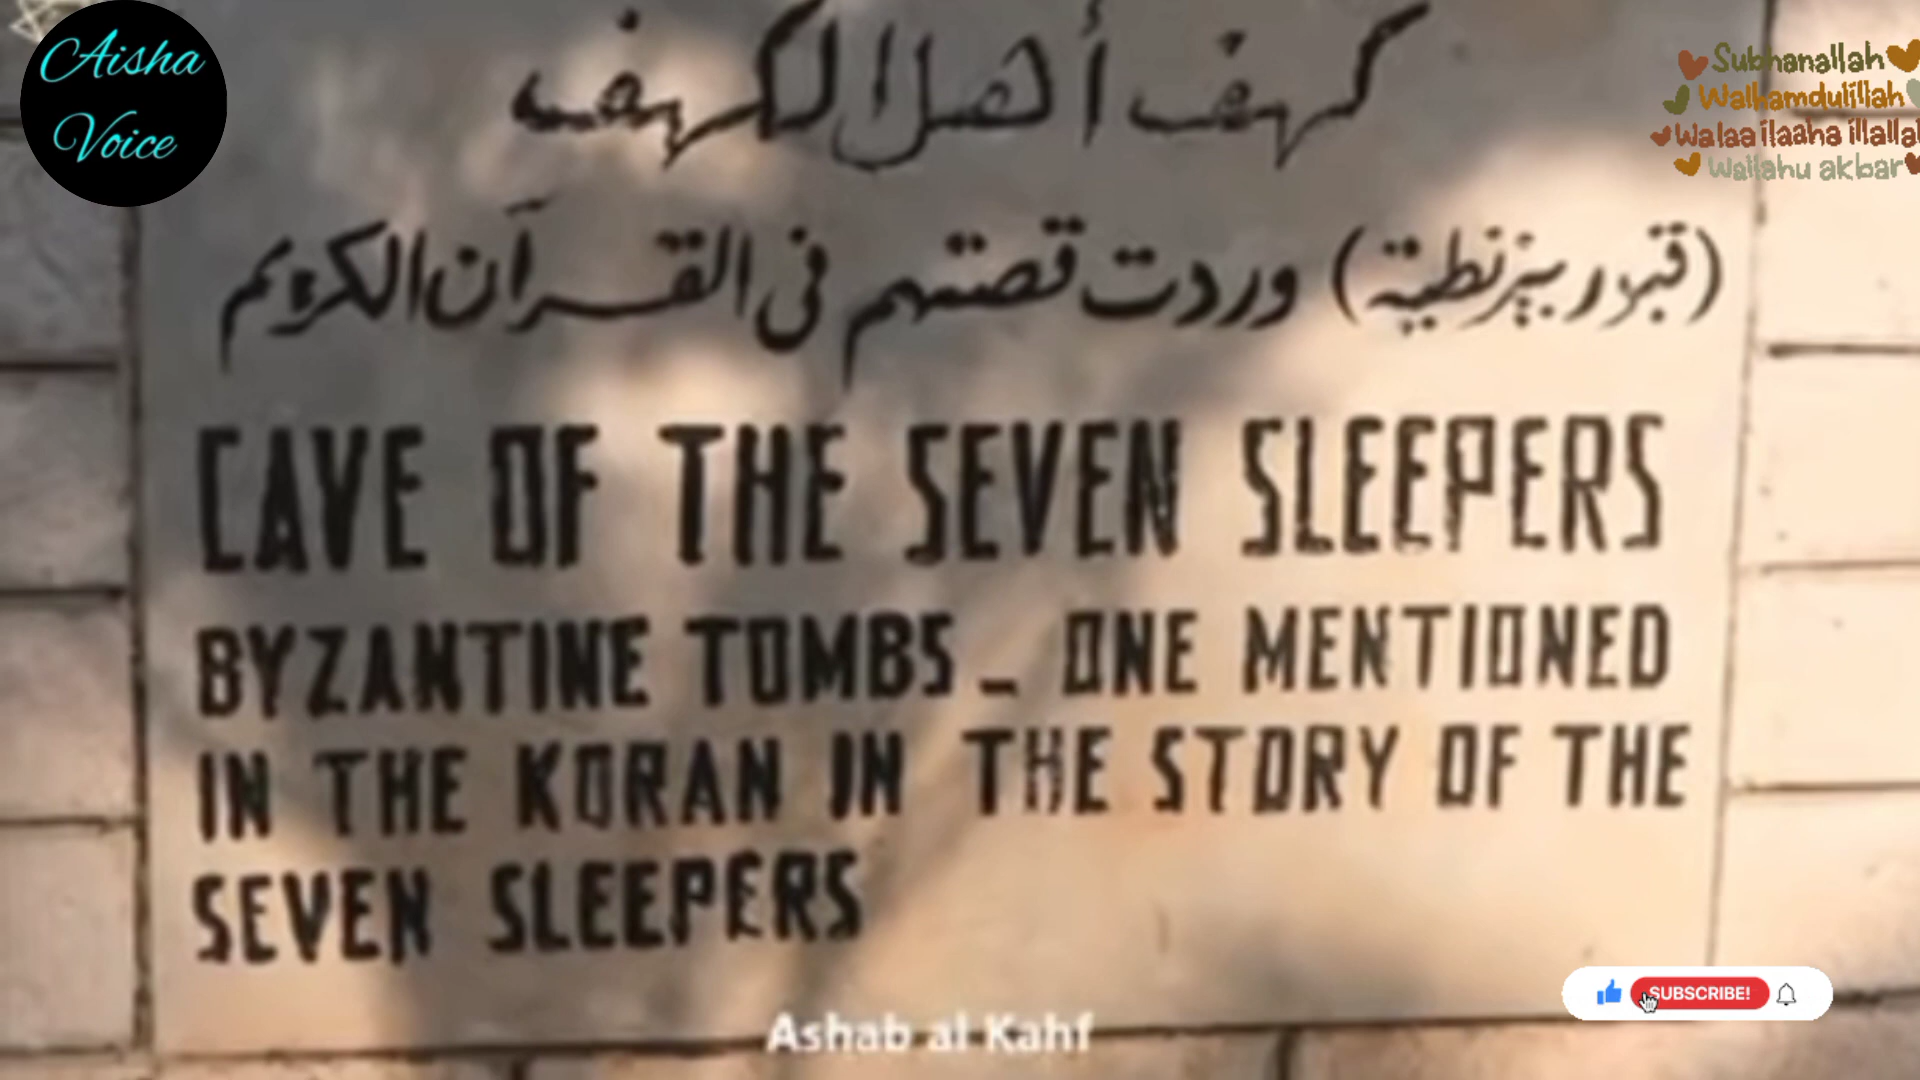 Aisha
Voice
Subhanallah
Walhamdulillah
Walaa ilaaha illallah
Wallahu akbar
كهف أهل الكهف
(قبور بيزنطية) وردت قصتهم في القرآن الكريم
CAVE OF THE SEVEN SLEEPERS
BYZANTINE TOMBS _ ONE MENTIONED
IN THE KORAN IN THE STORY OF THE
SEVEN SLEEPERS
SUBSCRIBE!
Ashab al Kahf